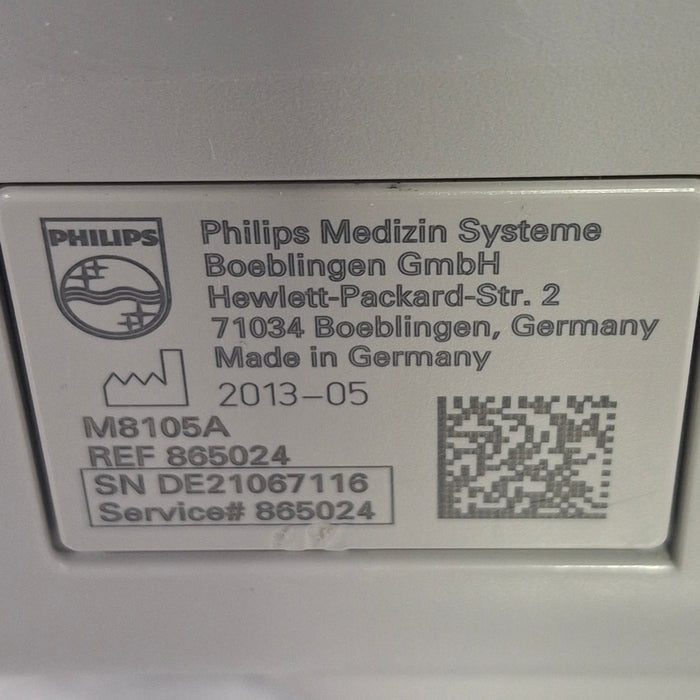 PHILIPS
Philips Medizin Systeme
Boeblingen GmbH
Hewlett-Packard-Str. 2
71034 Boeblingen, Germany
Made in Germany
2013-05
M8105A
REF 865024
SN DE21067116
Service# 865024